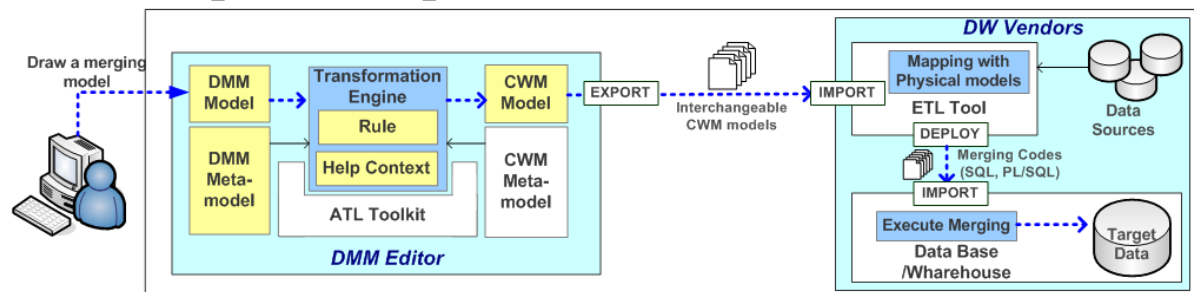 Draw a merging
model
DMM
Model
Transformation
Engine
Rule
Help Context
CWM
Model
DMM
Meta-
model
CWM
Meta-
model
ATL Toolkit
DMM Editor
EXPORT
Interchangeable
CWM models
IMPORT
DW Vendors
Mapping with
Physical models
ETL Tool
DEPLOY
Data
Sources
Merging Codes
(SQL, PL/SQL)
IMPORT
Execute Merging
Data Base
/Wharehouse
Target
Data